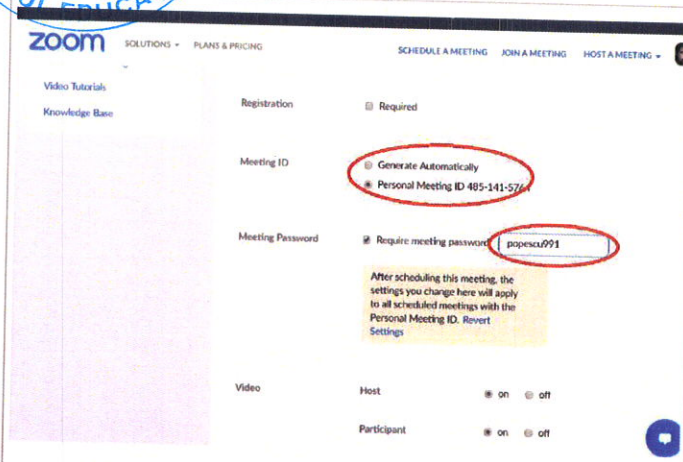 OF EDUCA
zoom SOLUTIONS PLANS & PRICING SCHEDULE A MEETING JOIN A MEETING HOST A MEETING
Video Tutorials
Knowledge Base
Registration Required
Meeting ID Generate Automatically
Personal Meeting ID 485-141-576
Meeting Password Require meeting password popescu991
After scheduling this meeting, the
settings you change here will apply
to all scheduled meetings with the
Personal Meeting ID. Revert
Settings
Video Host on off
Participant on off